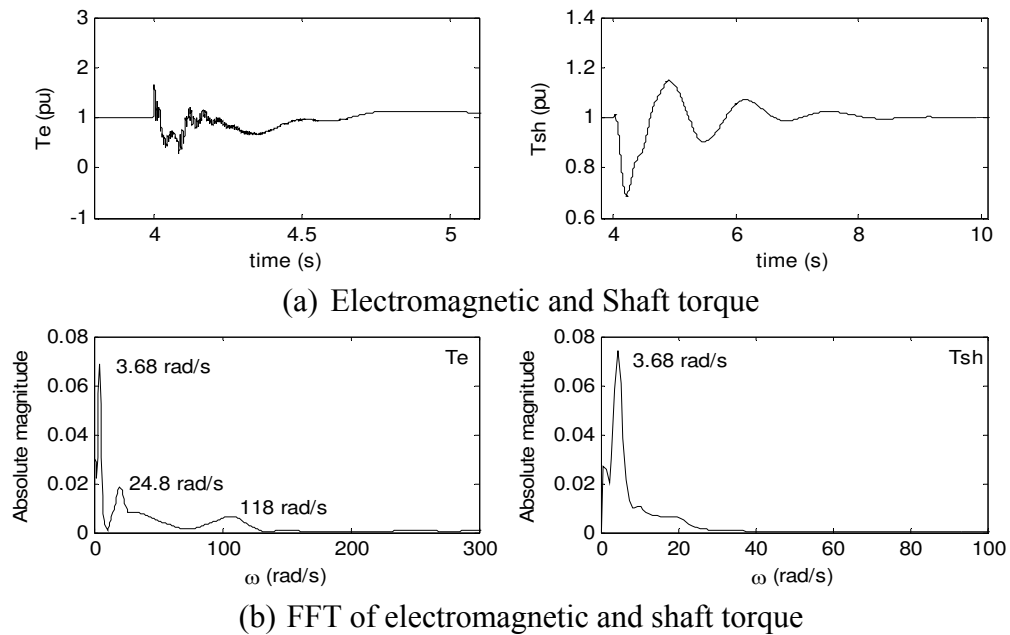 3
2
1
0
-1
Te (pu)
4
4.5
5
time (s)
1.4
1.2
1
0.8
0.6
Tsh (pu)
4
6
8
10
time (s)
(a) Electromagnetic and Shaft torque
0.08
0.06
0.04
0.02
0
Absolute magnitude
Te
3.68 rad/s
24.8 rad/s
118 rad/s
0
100
200
300
ω (rad/s)
0.08
0.06
0.04
0.02
0
Absolute magnitude
Tsh
3.68 rad/s
0
20
40
60
80
100
ω (rad/s)
(b) FFT of electromagnetic and shaft torque